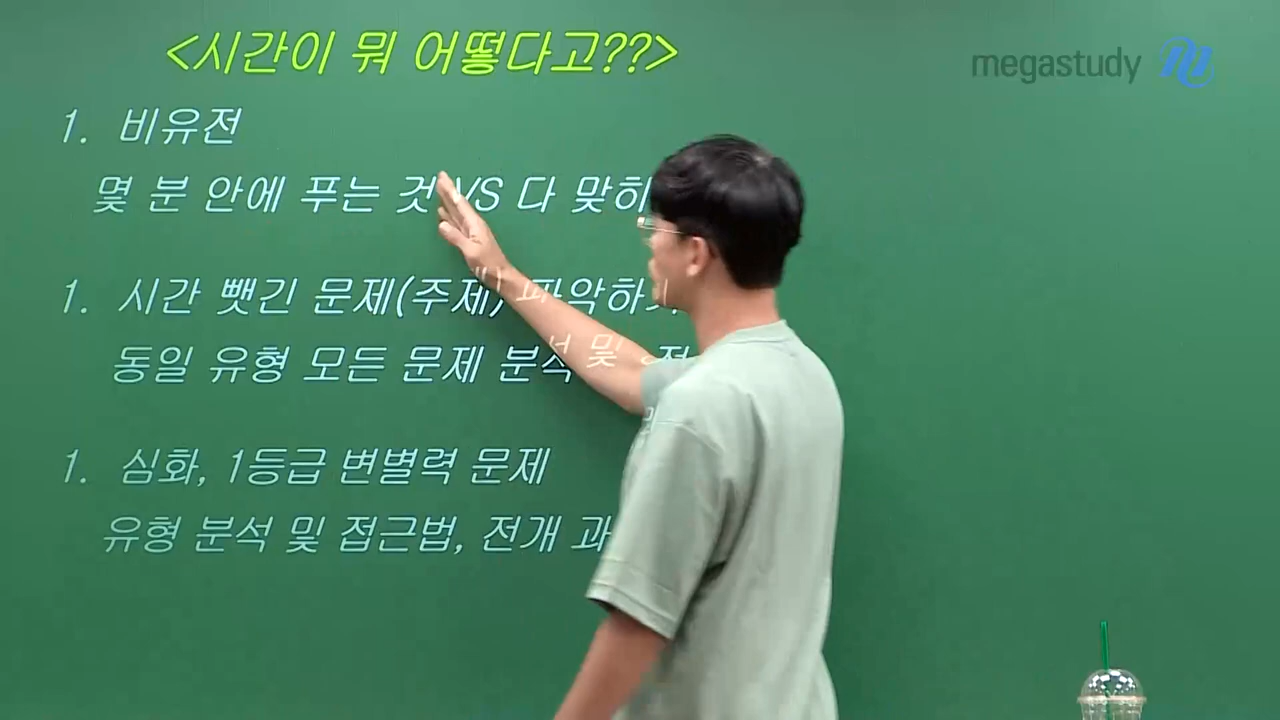 <시간이 뭐 어떻다고??>
megastudy
1. 비유전
몇 분 안에 푸는 것 VS 다 맞히
1. 시간 뺏긴 문제(주제) 파악하
동일 유형 모든 문제 분석 및
1. 심화, 1등급 변별력 문제
유형 분석 및 접근법, 전개 과